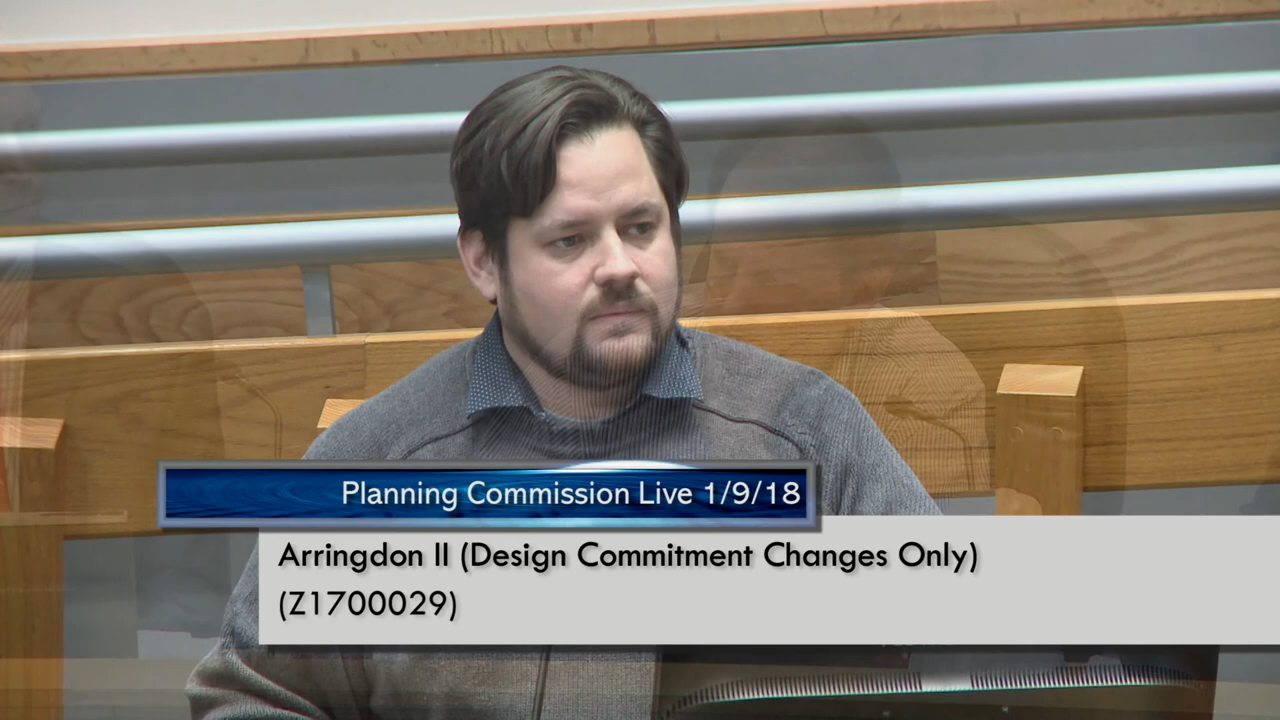 Planning Commission Live 1/9/18
Arringdon II (Design Commitment Changes Only)
(Z1700029)